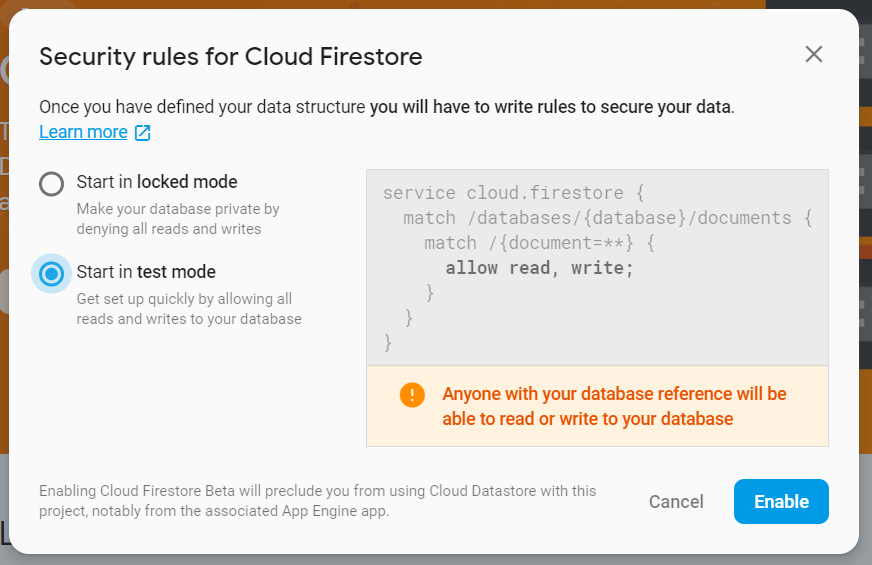 Security rules for Cloud Firestore
Once you have defined your data structure you will have to write rules to secure your data.
Learn more
Start in locked mode
Make your database private by
denying all reads and writes
Start in test mode
Get set up quickly by allowing all
reads and writes to your database
service cloud.firestore {
match /databases/{database}/documents {
match /{document=**} {
allow read, write;
}
}
}
Anyone with your database reference will be
able to read or write to your database
Enabling Cloud Firestore Beta will preclude you from using Cloud Datastore with this
project, notably from the associated App Engine app.
Cancel
Enable